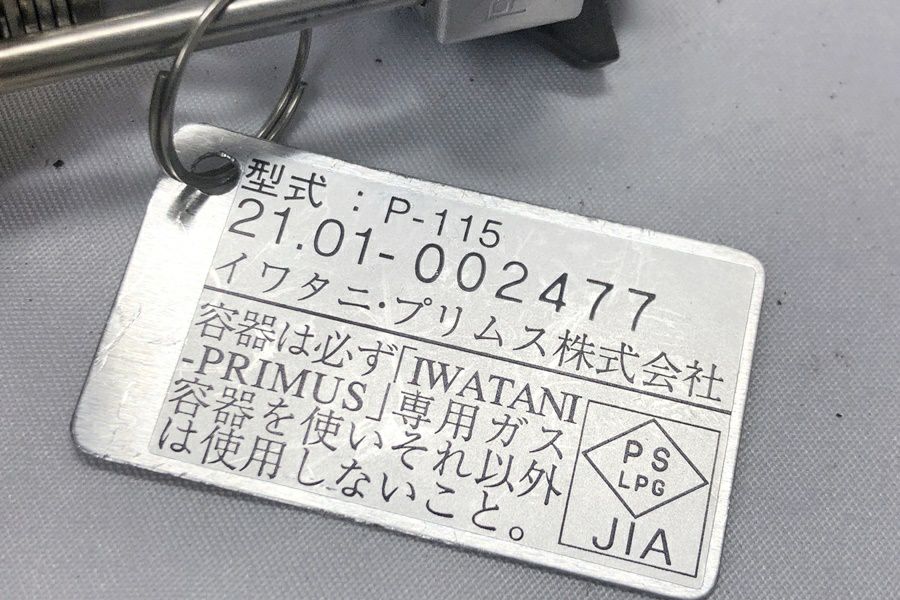 型式：P-115
21.01-002477
イワタニ・プリムス株式会社
容器は必ず「IWATANI
-PRIMUS」専用ガス
容器を使いそれ以外
は使用しないこと。
PS
LPG
JIA